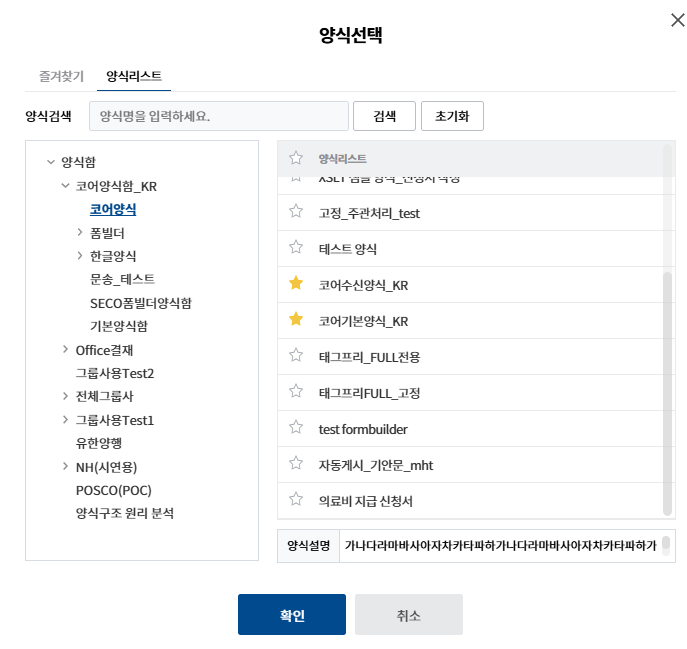 양식선택
즐겨찾기 양식리스트
양식검색 양식명을 입력하세요. 검색 초기화
양식함
코어양식함_KR
코어양식
폼빌더
한글양식
문송_테스트
SECO폼빌더양식함
기본양식함
Office결재
그룹사용Test2
전체그룹사
그룹사용Test1
유한양행
NH(시연용)
POSCO(POC)
양식구조 원리 분석
양식리스트
고정_주관처리_test
테스트 양식
코어수신양식_KR
코어기본양식_KR
태그프리_FULL전용
태그프리FULL_고정
test formbuilder
자동게시_기안문_mht
의료비 지급 신청서
양식설명 가나다라마바사아자차카타파하가나다라마바사아자차카타파하가
확인 취소